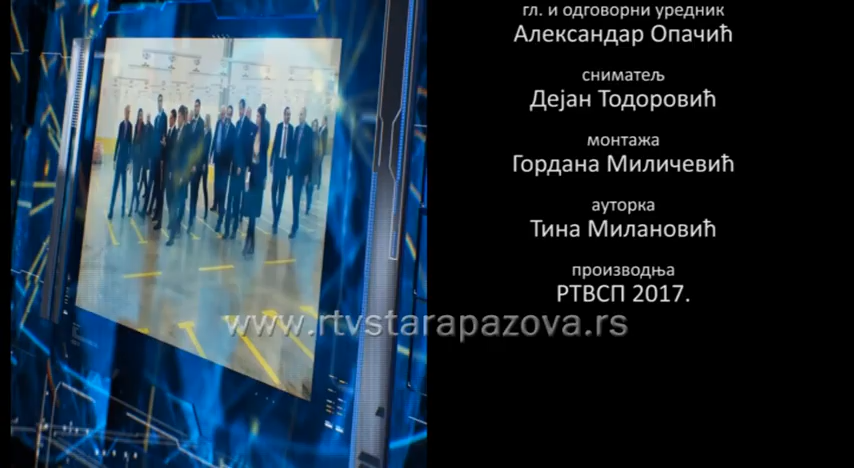 гл. и одговорни уредник
Александар Опачић
сниматељ
Дејан Тодоровић
монтажа
Гордана Миличевић
ауторка
Тина Милановић
производња
РТВСП 2017.
www.rtvstarapazova.rs